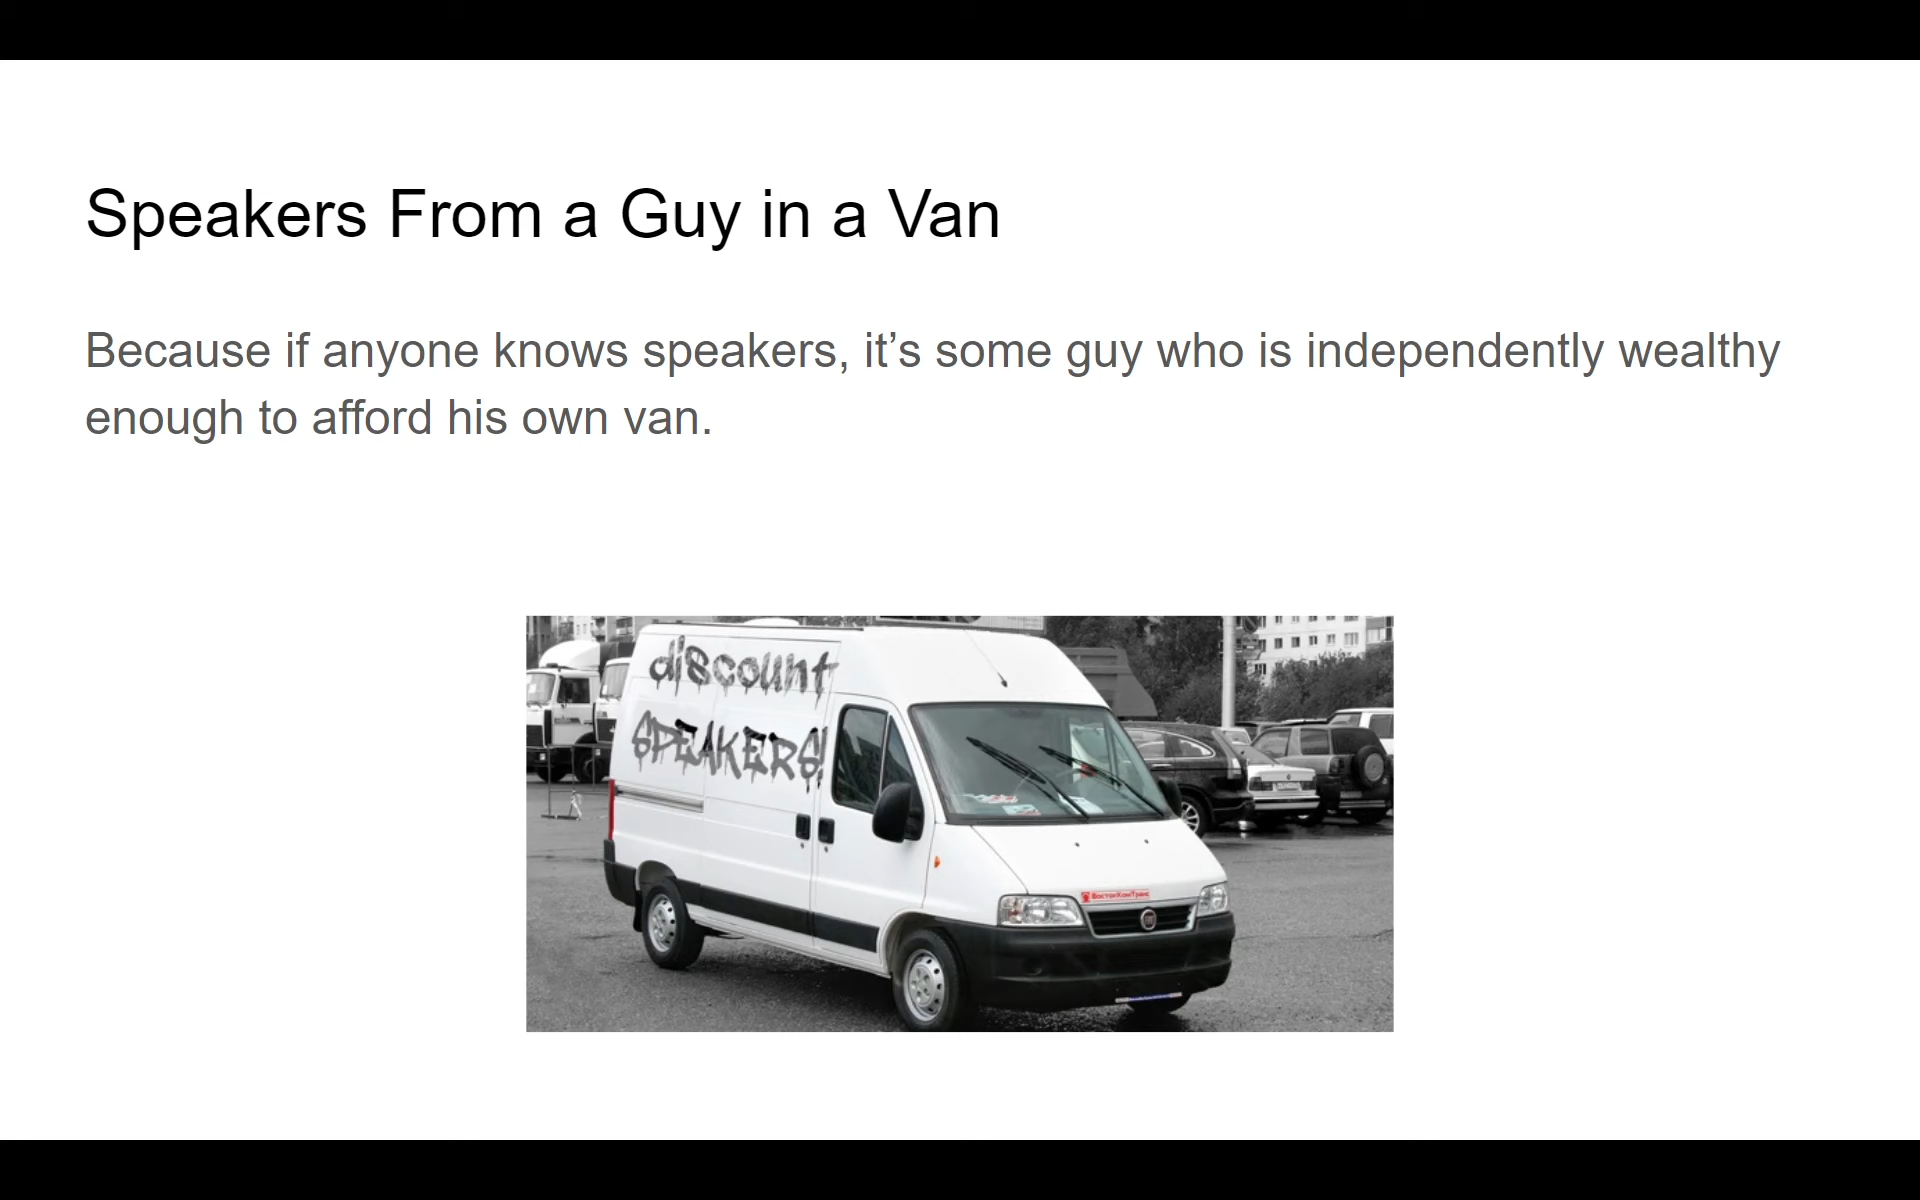 Speakers From a Guy in a Van
Because if anyone knows speakers, it’s some guy who is independently wealthy
enough to afford his own van.
discount
SPEAKERS!
ВостокХимТранс